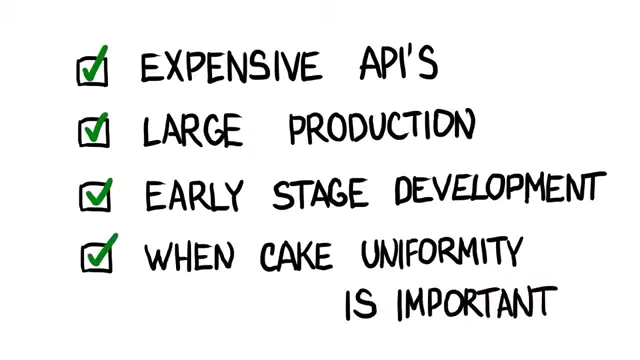 EXPENSIVE API'S
LARGE PRODUCTION
EARLY STAGE DEVELOPMENT
WHEN CAKE UNIFORMITY
IS IMPORTANT